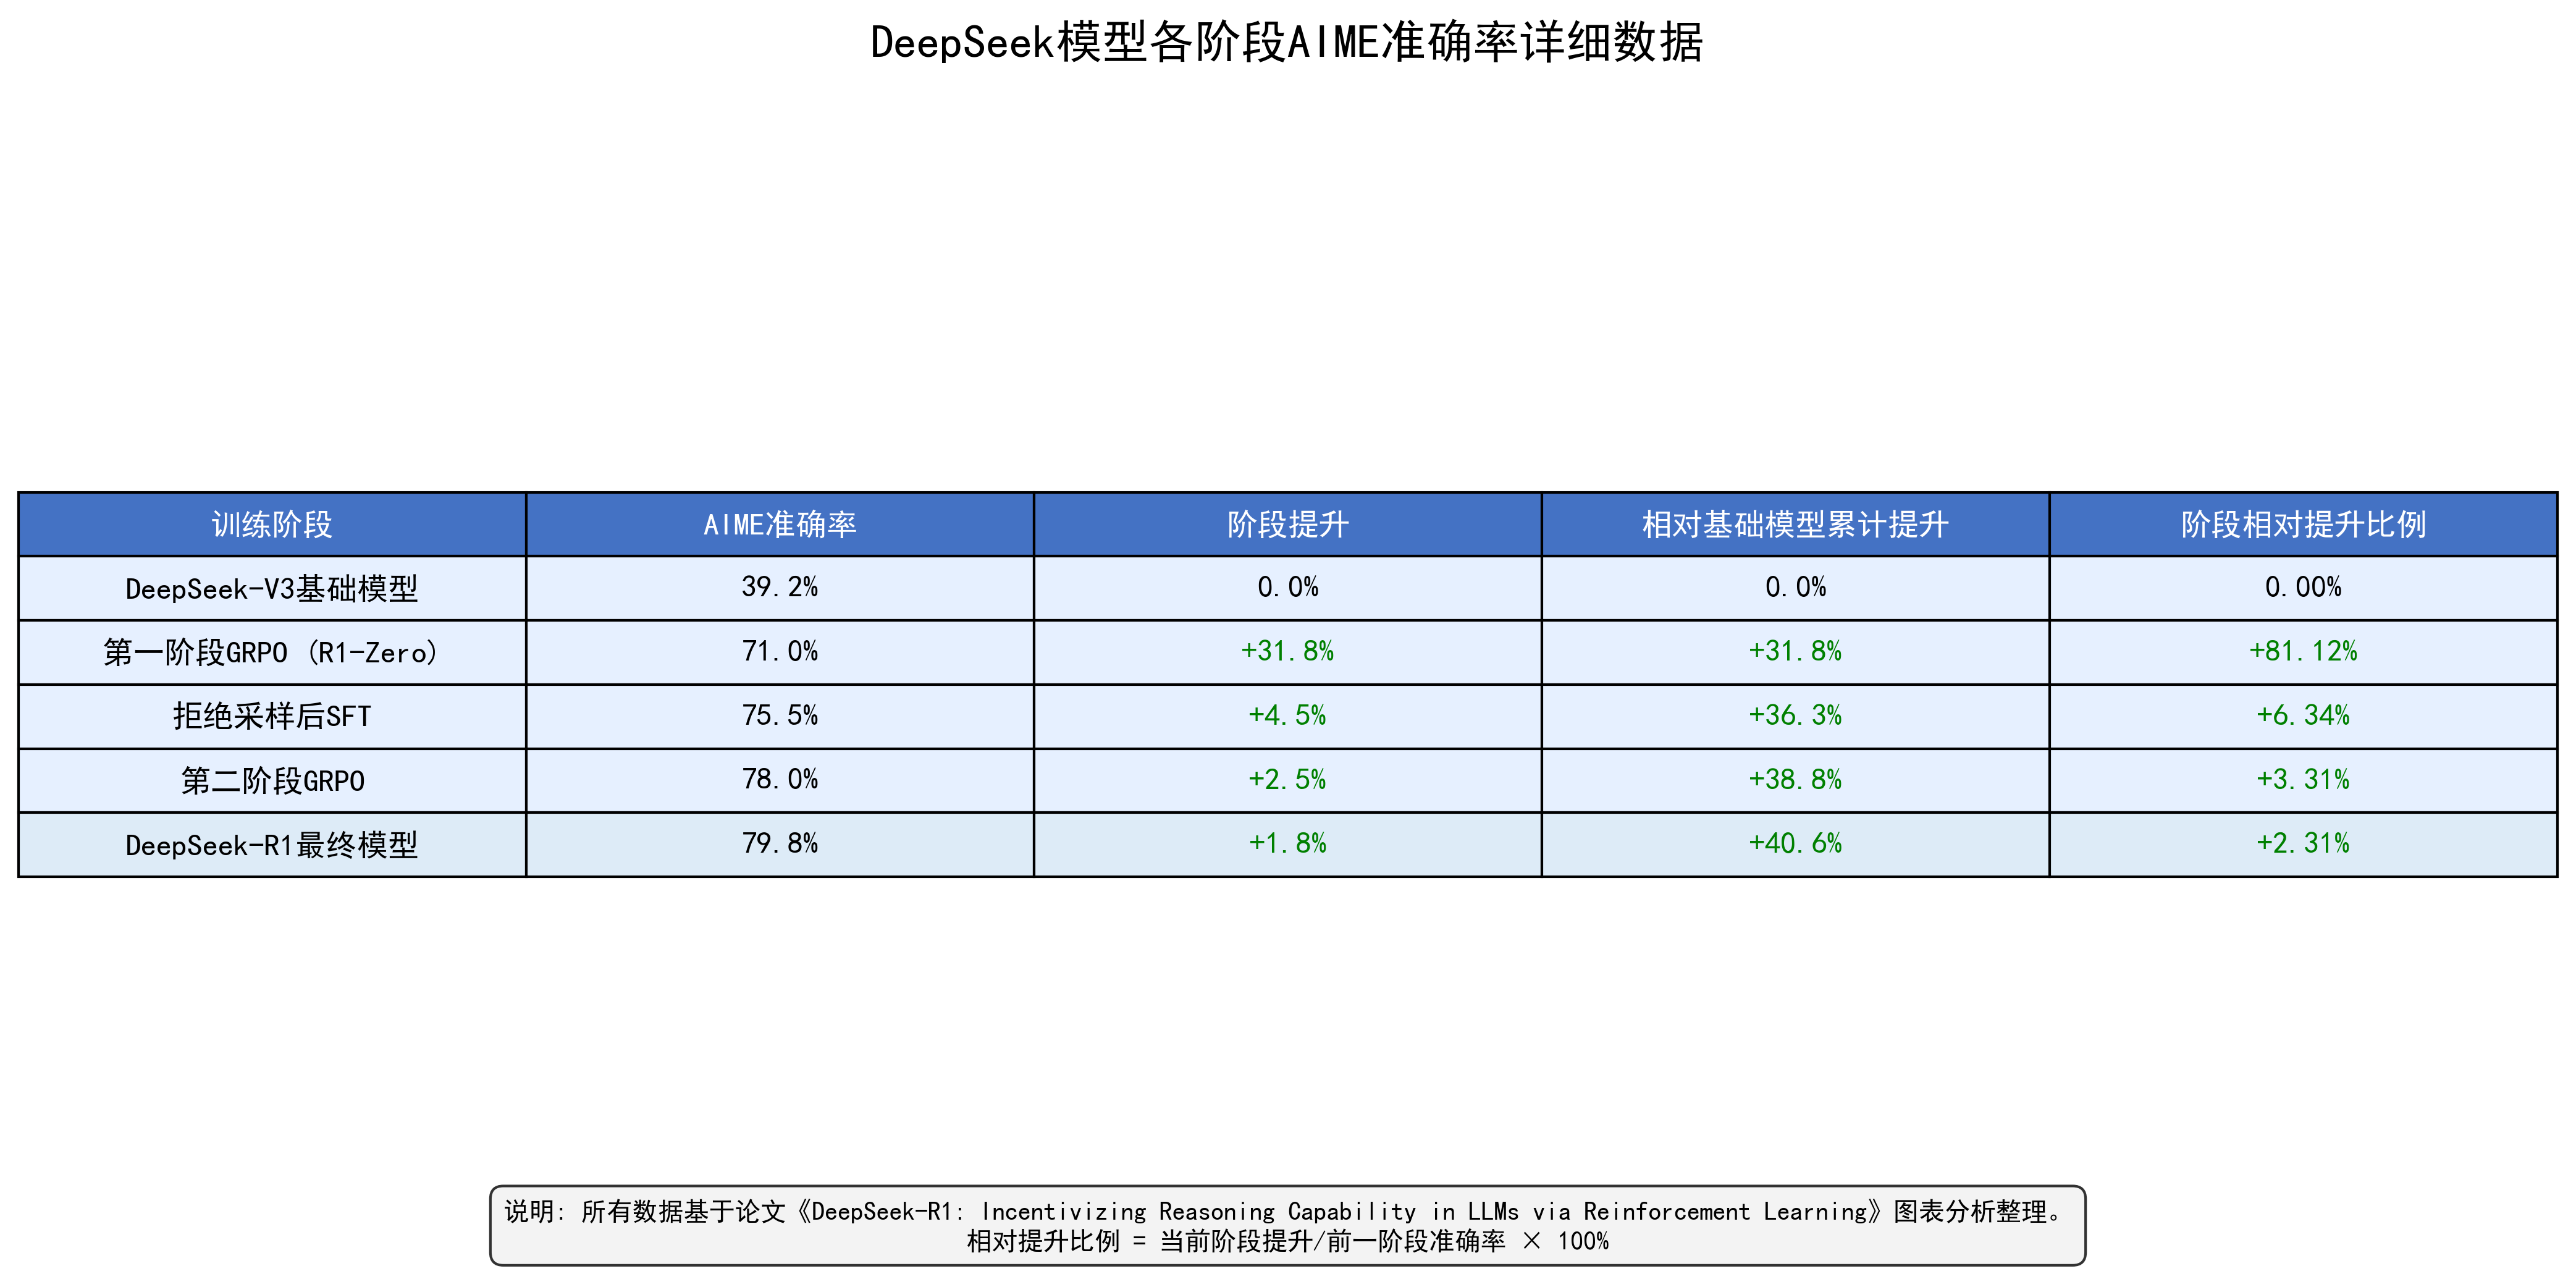 DeepSeek模型各阶段AIME准确率详细数据
训练阶段 AIME准确率 阶段提升 相对基础模型累计提升 阶段相对提升比例
DeepSeek-V3基础模型 39.2% 0.0% 0.0% 0.00%
第一阶段GRPO (R1-Zero) 71.0% +31.8% +31.8% +81.12%
拒绝采样后SFT 75.5% +4.5% +36.3% +6.34%
第二阶段GRPO 78.0% +2.5% +38.8% +3.31%
DeepSeek-R1最终模型 79.8% +1.8% +40.6% +2.31%
说明: 所有数据基于论文《DeepSeek-R1: Incentivizing Reasoning Capability in LLMs via Reinforcement Learning》图表分析整理。
相对提升比例 = 当前阶段提升/前一阶段准确率 × 100%